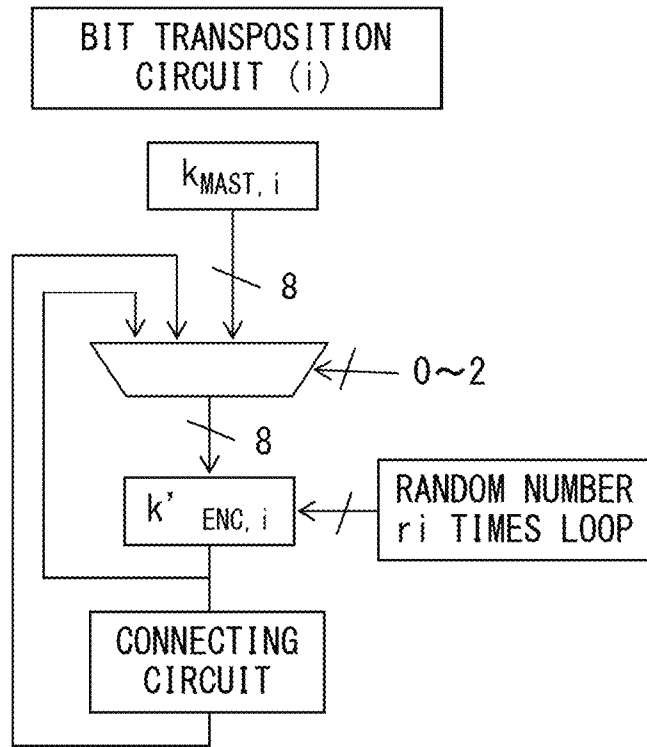 BIT TRANSPOSITION
CIRCUIT (i)
kMAST, i
8
0～2
8
k' ENC, i
RANDOM NUMBER
ri TIMES LOOP
CONNECTING
CIRCUIT